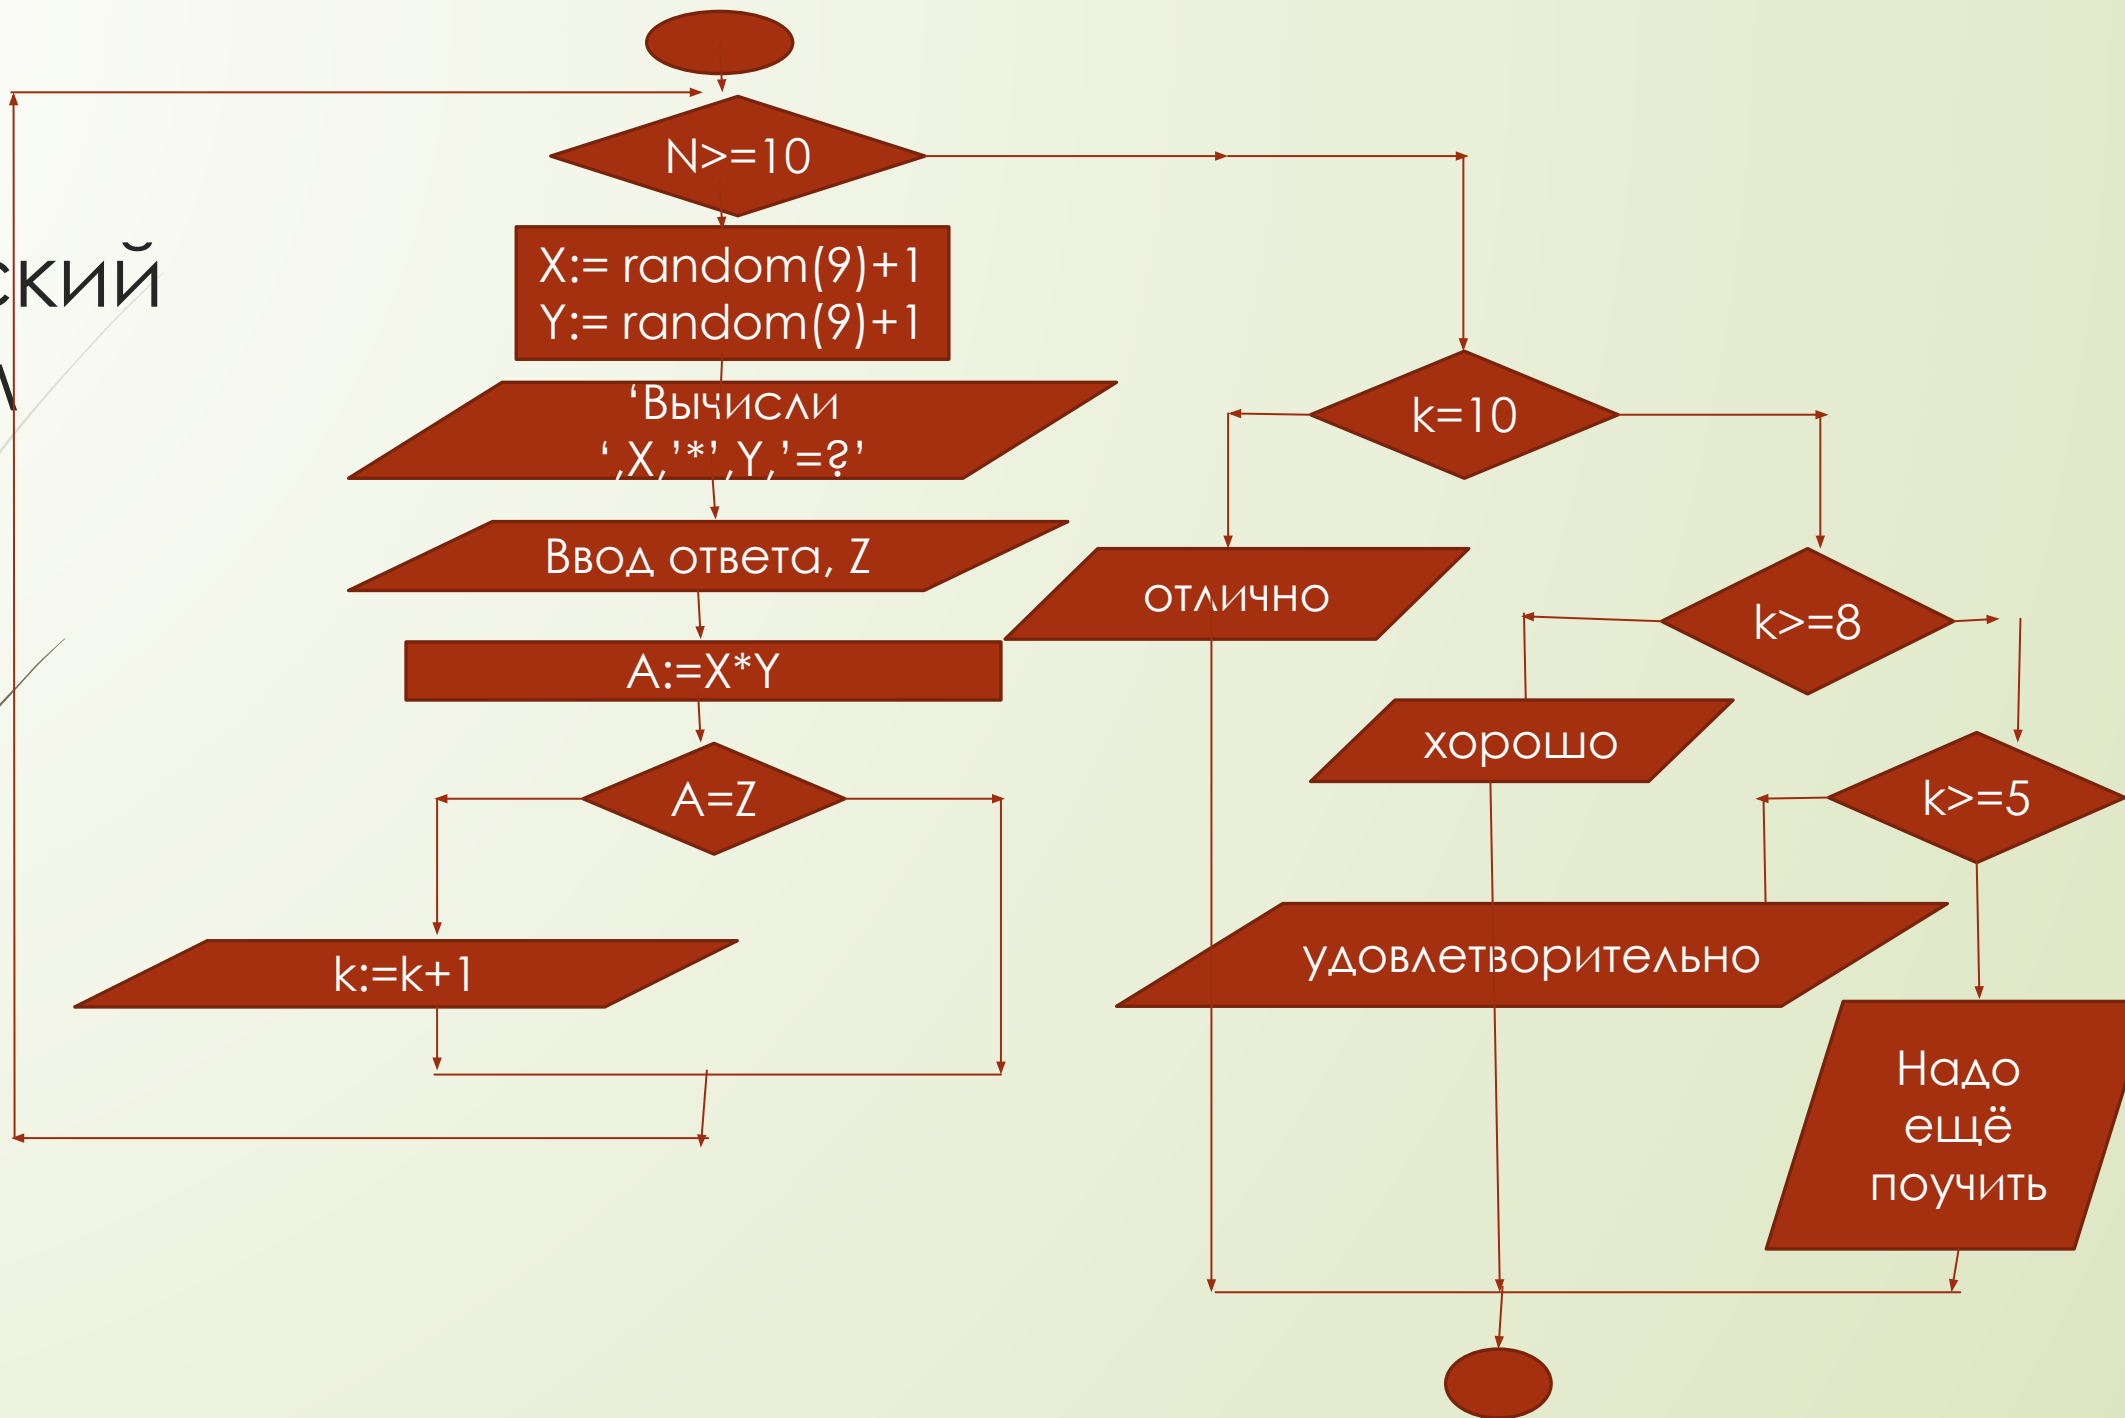 N>=10
ский
X:= random(9)+1
Y:= random(9)+1
‘Вычисли
‘,X,’*’,Y,’=?’
Ввод ответа, Z
A:=X*Y
A=Z
k:=k+1
k=10
отлично
k>=8
хорошо
k>=5
удовлетворительно
Надо
ещё
поучить